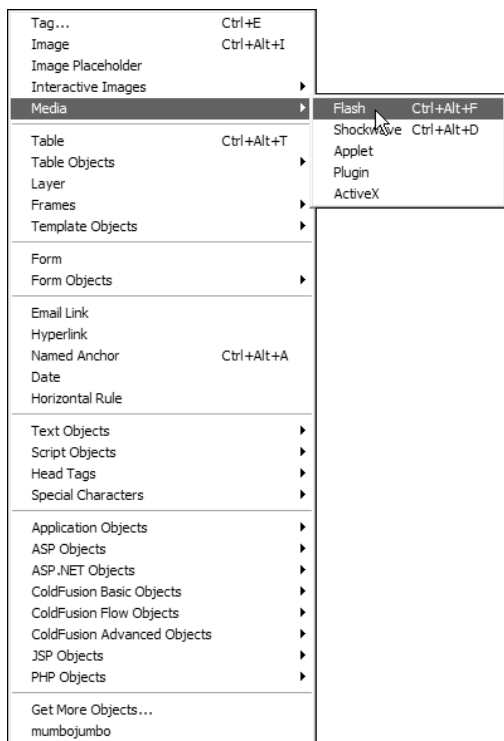 Tag... Ctrl+E
Image Ctrl+Alt+I
Image Placeholder
Interactive Images
Media
Flash Ctrl+Alt+F
Shockwave Ctrl+Alt+D
Applet
Plugin
ActiveX
Table Ctrl+Alt+T
Table Objects
Layer
Frames
Template Objects
Form
Form Objects
Email Link
Hyperlink
Named Anchor Ctrl+Alt+A
Date
Horizontal Rule
Text Objects
Script Objects
Head Tags
Special Characters
Application Objects
ASP Objects
ASP.NET Objects
ColdFusion Basic Objects
ColdFusion Flow Objects
ColdFusion Advanced Objects
JSP Objects
PHP Objects
Get More Objects...
mumbojumbo